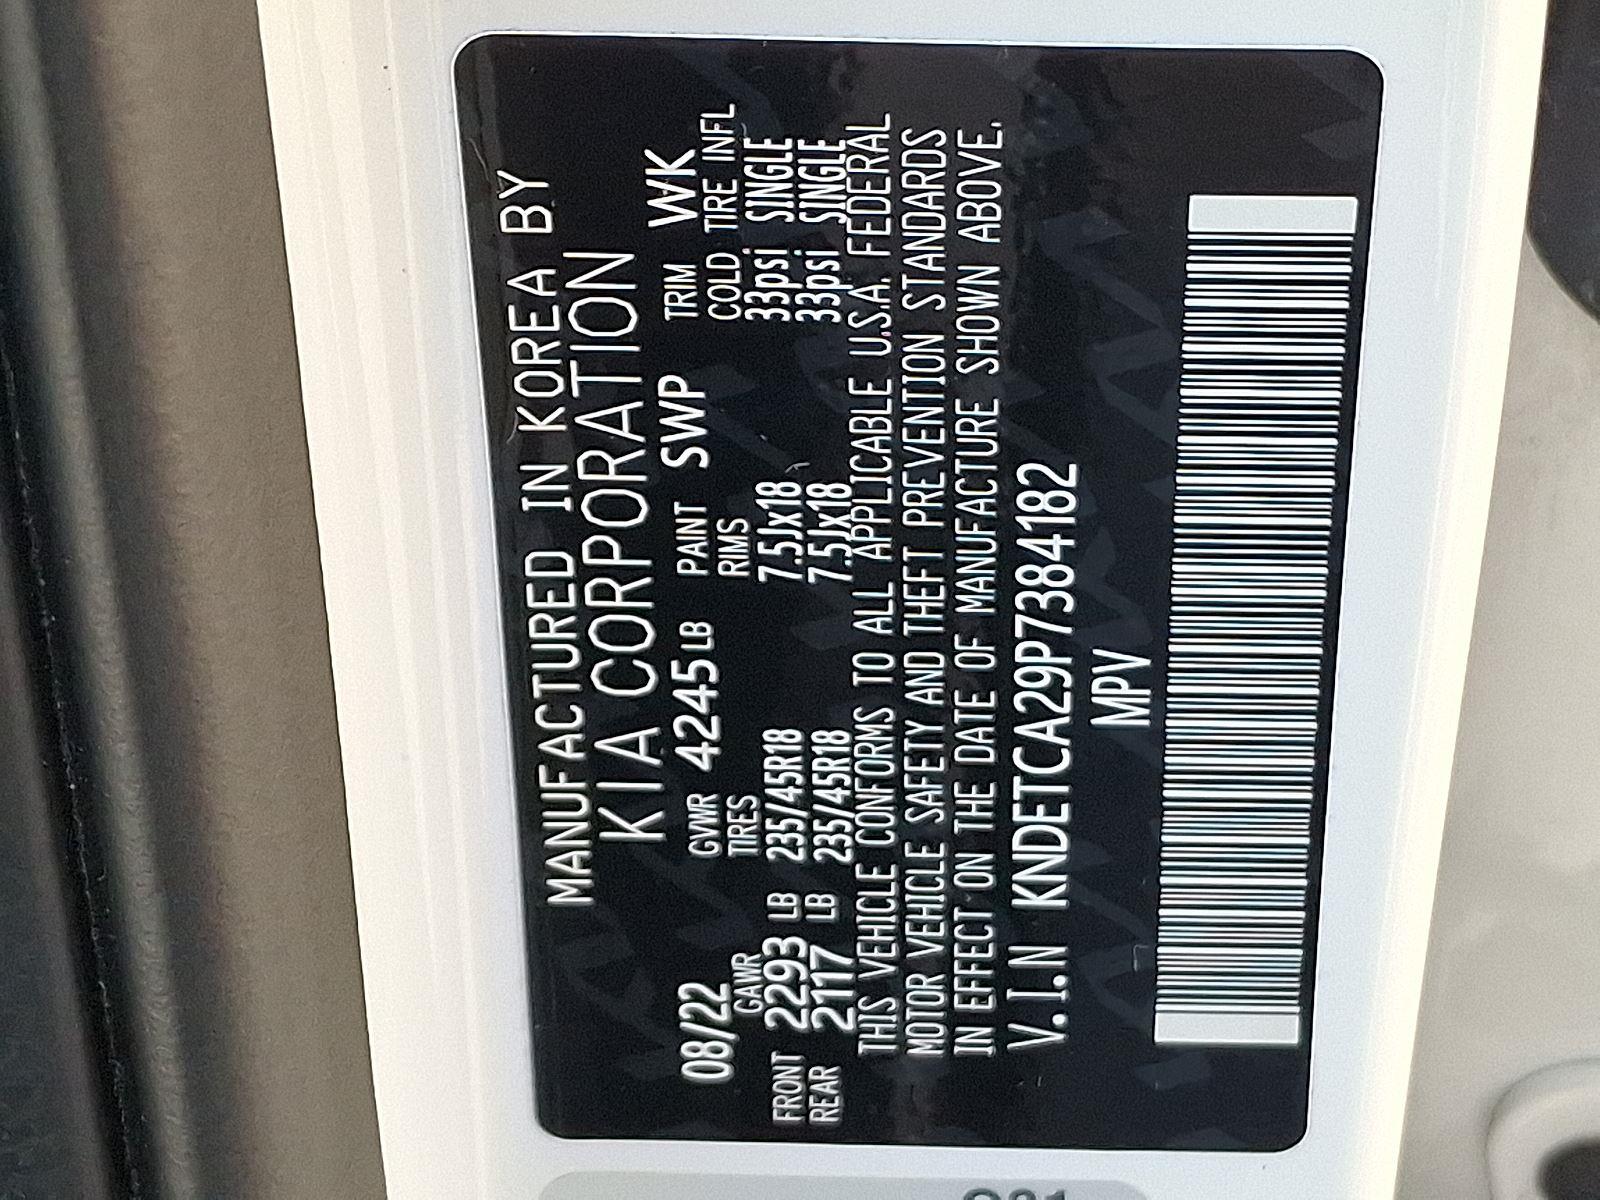 MANUFACTURED IN KOREA BY
KIA CORPORATION
08/22 GVWR 4245 LB PAINT SWP TRIM WK
GAWR TIRES RIMS COLD TIRE INFL
FRONT 2293 LB 235/45R18 7.5Jx18 33psi SINGLE
REAR 2117 LB 235/45R18 7.5Jx18 33psi SINGLE
THIS VEHICLE CONFORMS TO ALL APPLICABLE U.S.A. FEDERAL
MOTOR VEHICLE SAFETY AND THEFT PREVENTION STANDARDS
IN EFFECT ON THE DATE OF MANUFACTURE SHOWN ABOVE.
V.I.N KNDETCA29P7384182
MPV